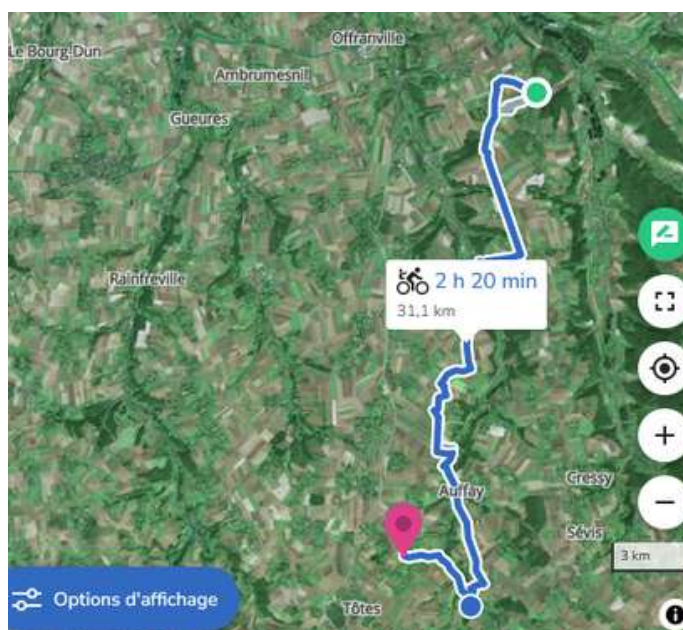 Offranville
Le Bourg-Dun
Ambrumesnil
Gueures
Rainfreville
2 h 20 min
31,1 km
Auffay
Cressy
Sévis
3 km
Options d'affichage
Tôtes